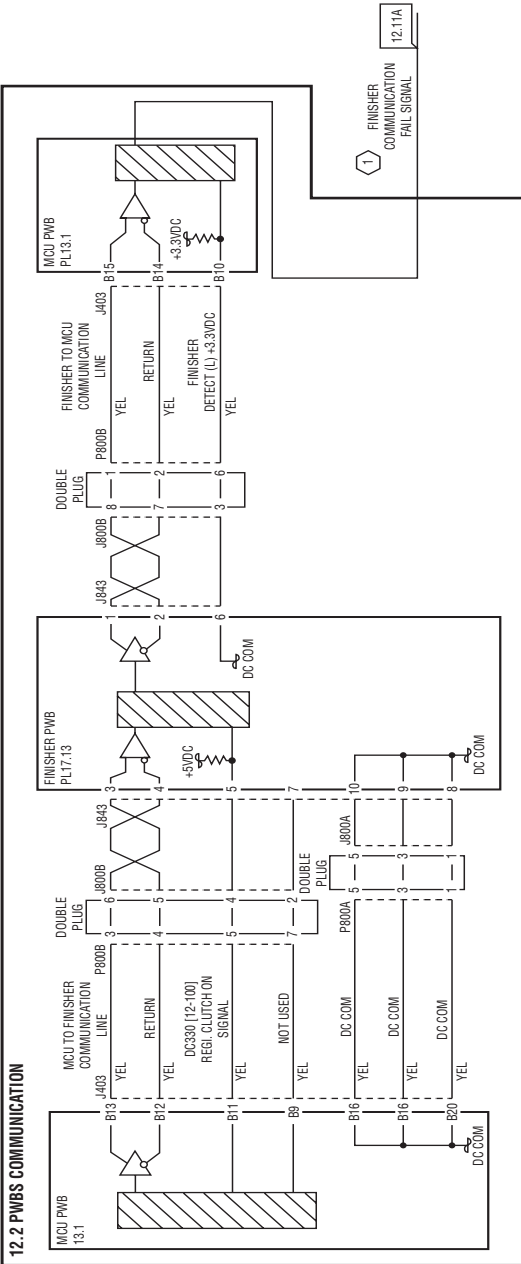 12.2 PWBS COMMUNICATION
MCU PWB
13.1
B13
B12
B11
B9
B16
B16
B20
DC COM
J403
MCU TO FINISHER
COMMUNICATION
LINE
YEL
RETURN
YEL
DC330 [12-100]
REGI. CLUTCH ON
SIGNAL
YEL
NOT USED
YEL
DC COM
YEL
DC COM
YEL
DC COM
YEL
P800B
DOUBLE
PLUG
3
6
4
5
5
4
7
2
J800B
J843
P800A
DOUBLE
PLUG
5
5
3
3
1
1
J800A
FINISHER PWB
PL17.13
3
4
5
7
10
9
8
+5VDC
DC COM
1
2
6
DC COM
J843
J800B
DOUBLE
PLUG
8
1
7
2
3
6
P800B
FINISHER TO MCU
COMMUNICATION
LINE
YEL
RETURN
YEL
FINISHER
DETECT (L) +3.3VDC
YEL
J403
MCU PWB
PL13.1
B15
B14
B10
+3.3VDC
1
FINISHER
COMMUNICATION
FAIL SIGNAL
12.11A